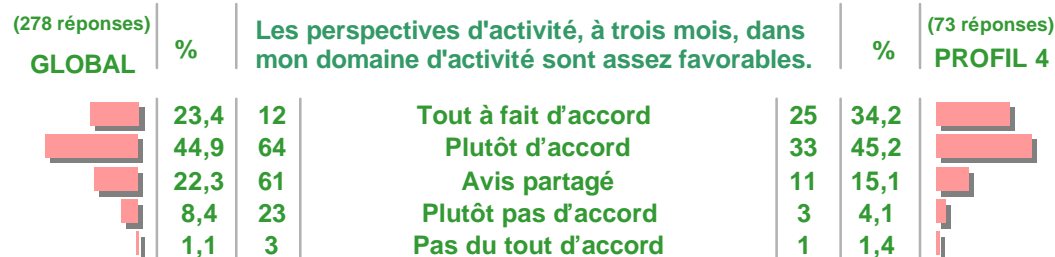 (278 réponses) GLOBAL % Les perspectives d'activité, à trois mois, dans mon domaine d'activité sont assez favorables. % (73 réponses) PROFIL 4
23,4 12 Tout à fait d’accord 25 34,2
44,9 64 Plutôt d’accord 33 45,2
22,3 61 Avis partagé 11 15,1
8,4 23 Plutôt pas d’accord 3 4,1
1,1 3 Pas du tout d’accord 1 1,4